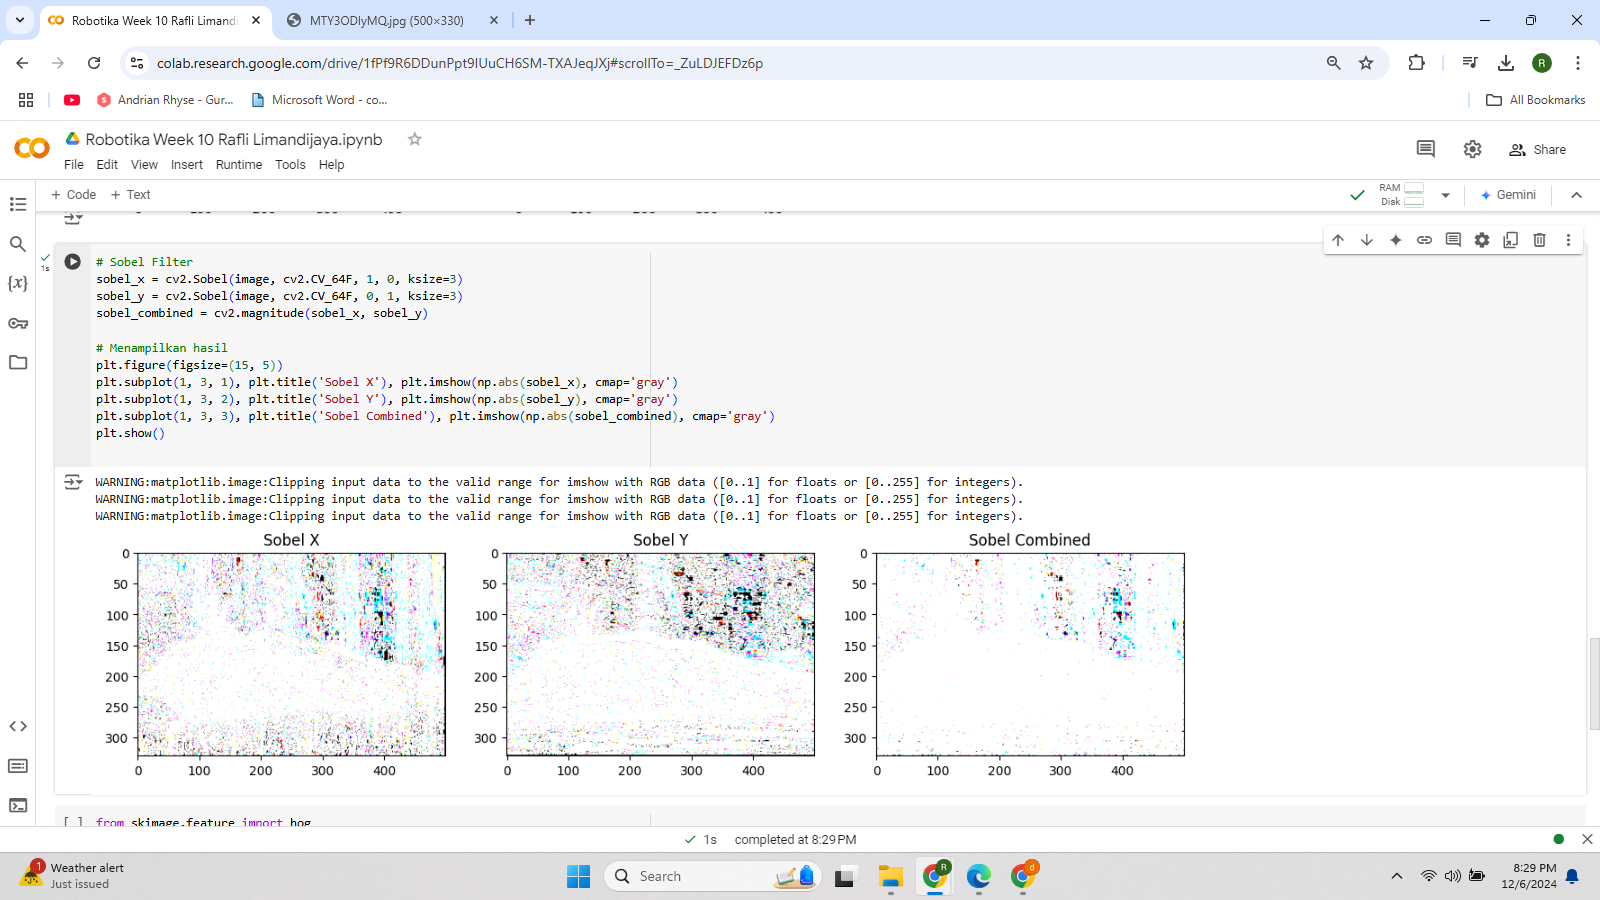 Robotika Week 10 Rafli Limandi
MTY3ODIyMQ.jpg (500×330)
colab.research.google.com/drive/1fPf9R6DDunPpt9IUuCH6SM-TXAJeqJXj#scrollTo=_ZuLDJEFDz6p
R
Andrian Rhyse - Gur...
Microsoft Word - co...
All Bookmarks
Robotika Week 10 Rafli Limandijaya.ipynb
File Edit View Insert Runtime Tools Help
Share
+ Code + Text
RAM
Disk
Gemini
1s
# Sobel Filter
sobel_x = cv2.Sobel(image, cv2.CV_64F, 1, 0, ksize=3)
sobel_y = cv2.Sobel(image, cv2.CV_64F, 0, 1, ksize=3)
sobel_combined = cv2.magnitude(sobel_x, sobel_y)
# Menampilkan hasil
plt.figure(figsize=(15, 5))
plt.subplot(1, 3, 1), plt.title('Sobel X'), plt.imshow(np.abs(sobel_x), cmap='gray')
plt.subplot(1, 3, 2), plt.title('Sobel Y'), plt.imshow(np.abs(sobel_y), cmap='gray')
plt.subplot(1, 3, 3), plt.title('Sobel Combined'), plt.imshow(np.abs(sobel_combined), cmap='gray')
plt.show()
WARNING:matplotlib.image:Clipping input data to the valid range for imshow with RGB data ([0..1] for floats or [0..255] for integers).
WARNING:matplotlib.image:Clipping input data to the valid range for imshow with RGB data ([0..1] for floats or [0..255] for integers).
WARNING:matplotlib.image:Clipping input data to the valid range for imshow with RGB data ([0..1] for floats or [0..255] for integers).
Sobel X
0
50
100
150
200
250
300
0 100 200 300 400
Sobel Y
0
50
100
150
200
250
300
0 100 200 300 400
Sobel Combined
0
50
100
150
200
250
300
0 100 200 300 400
[ ] from skimage.feature import hog
1s completed at 8:29 PM
1
Weather alert
Just issued
Search
R
d
8:29 PM
12/6/2024